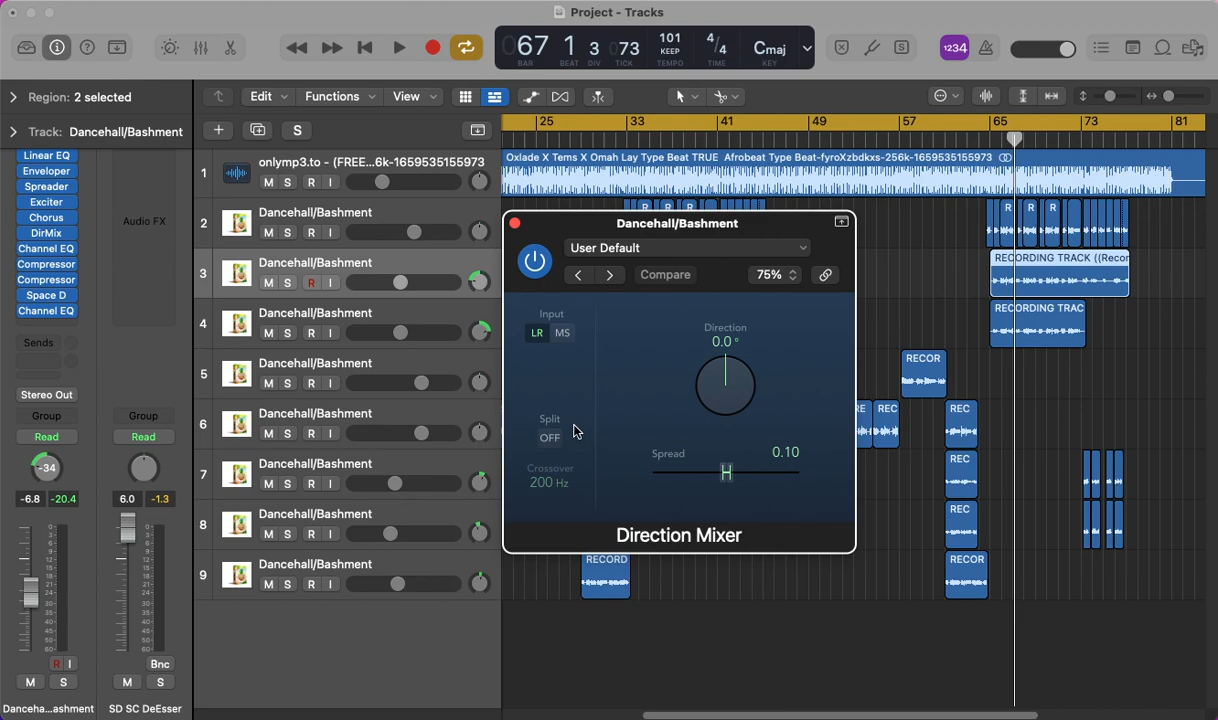 Project - Tracks
067 1 3 073
BAR BEAT DIV TICK
101
KEEP
TEMPO
4/4
TIME
Cmaj
KEY
1234
Region: 2 selected
Track: Dancehall/Bashment
Edit Functions View
S
25 33 41 49 57 65 73 81
Linear EQ
Enveloper
Spreader
Exciter
Chorus
DirMix
Channel EQ
Compressor
Compressor
Space D
Channel EQ
Audio FX
Sends
Stereo Out
Group Group
Read Read
-34
-6.8 -20.4 6.0 -1.3
R I Bnc
M S M S
Danceha...ashment SD SC DeEsser
1 onlymp3.to - (FREE...6k-1659535155973
M S R I
2 Dancehall/Bashment
M S R I
3 Dancehall/Bashment
M S R I
4 Dancehall/Bashment
M S R I
5 Dancehall/Bashment
M S R I
6 Dancehall/Bashment
M S R I
7 Dancehall/Bashment
M S R I
8 Dancehall/Bashment
M S R I
9 Dancehall/Bashment
M S R I
Oxlade X Tems X Omah Lay Type Beat TRUE Afrobeat Type Beat-fyroXzbdkxs-256k-1659535155973
R R R R R R
RECORDING TRACK ((Recor
RECORDING TRAC
RECOR
RE REC REC
REC
REC
RECORD RECOR
Dancehall/Bashment
User Default
Compare 75%
Input
LR MS
Direction
0.0 °
Split
OFF
Crossover
200 Hz
Spread 0.10
Direction Mixer